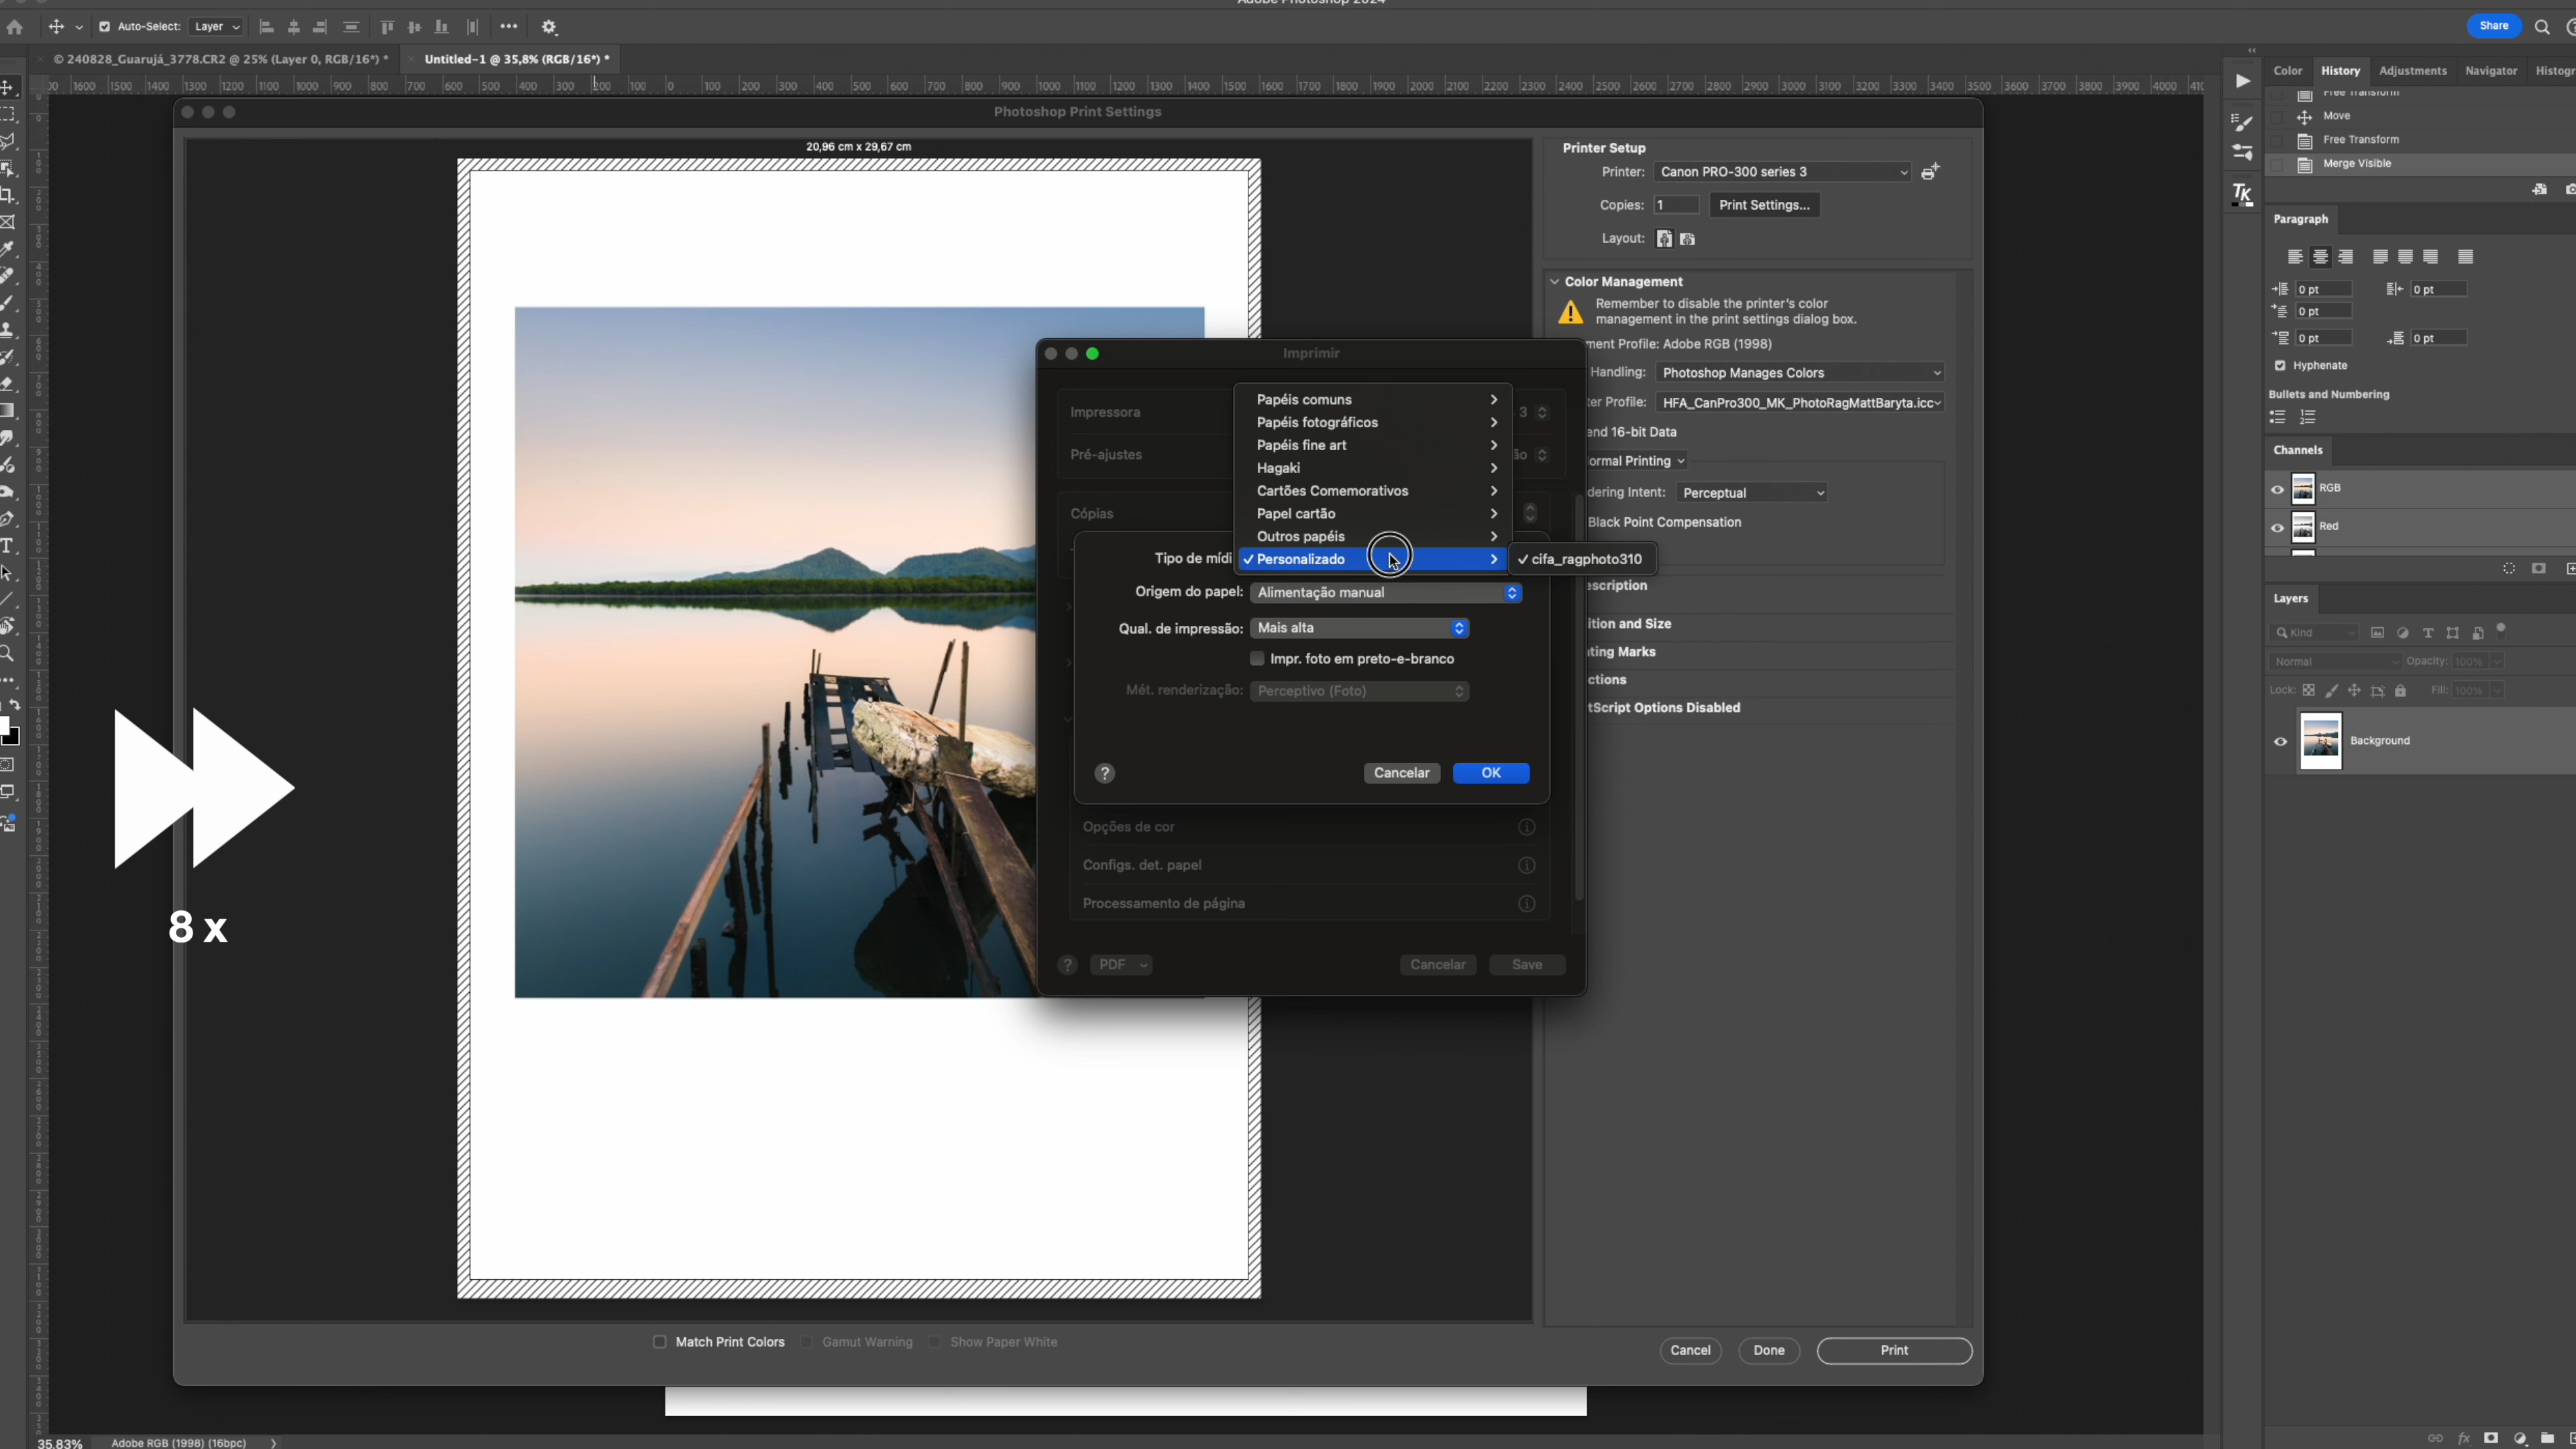 Auto-Select: Layer
Share
© 240828_Guarujá_3778.CR2 @ 25% (Layer 0, RGB/16*) *
Untitled-1 @ 35,8% (RGB/16*) *
Photoshop Print Settings
20,96 cm x 29,67 cm
Printer Setup
Printer: Canon PRO-300 series 3
Copies: 1 Print Settings...
Layout:
Color Management
Remember to disable the printer's color
management in the print settings dialog box.
ment Profile: Adobe RGB (1998)
Handling: Photoshop Manages Colors
ter Profile: HFA_CanPro300_MK_PhotoRagMattBaryta.icc
end 16-bit Data
ormal Printing
dering Intent: Perceptual
Black Point Compensation
escription
ition and Size
ting Marks
ctions
tScript Options Disabled
Imprimir
Impressora
3
Pré-ajustes
ão
Cópias
Papéis comuns
Papéis fotográficos
Papéis fine art
Hagaki
Cartões Comemorativos
Papel cartão
Outros papéis
Tipo de mídi
✓ Personalizado
✓ cifa_ragphoto310
Origem do papel: Alimentação manual
Qual. de impressão: Mais alta
Impr. foto em preto-e-branco
Mét. renderização: Perceptivo (Foto)
?
Cancelar
OK
Opções de cor
Configs. det. papel
Processamento de página
?
PDF
Cancelar
Save
8 x
Match Print Colors
Gamut Warning
Show Paper White
Cancel
Done
Print
35.83%
Adobe RGB (1998) (16bpc)
Color
History
Adjustments
Navigator
Histogr
Free Transform
Move
Free Transform
Merge Visible
TK
Paragraph
0 pt 0 pt
0 pt
0 pt 0 pt
Hyphenate
Bullets and Numbering
Channels
RGB
Red
Layers
Kind
Normal Opacity: 100%
Lock: Fill: 100%
Background
fx